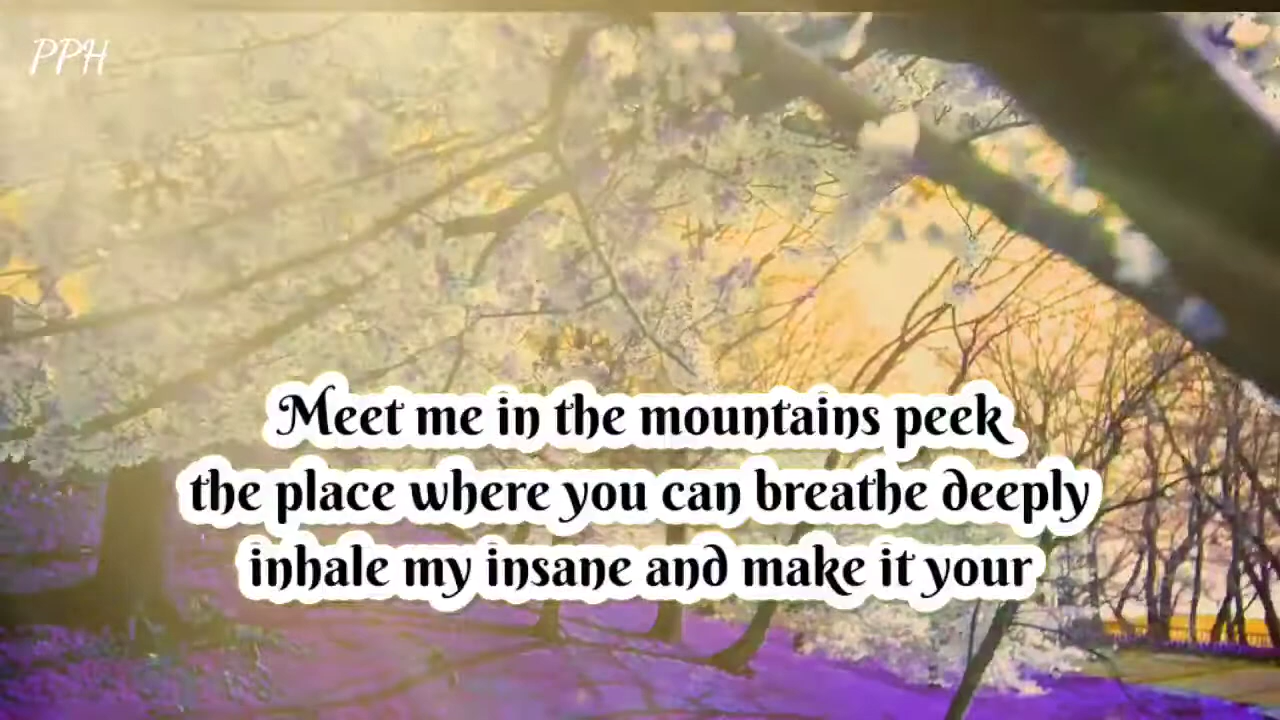 PPH
Meet me in the mountains peek
the place where you can breathe deeply
inhale my insane and make it your